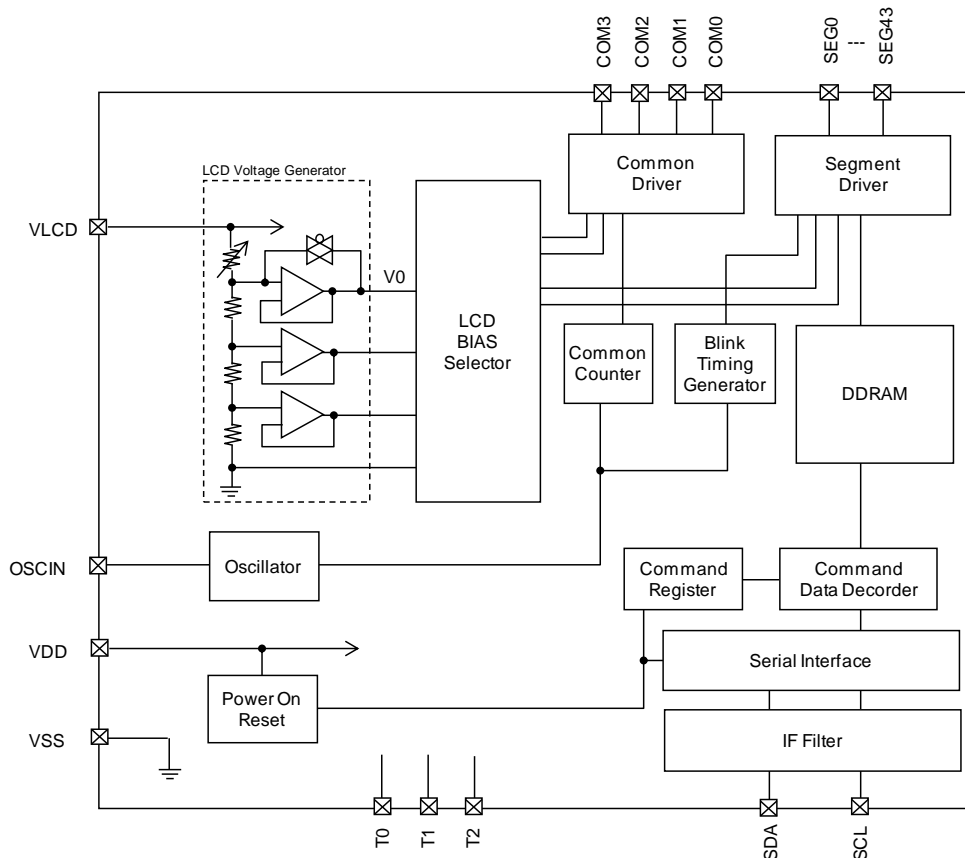 COM3
COM2
COM1
COM0
SEG0
---
SEG43
LCD Voltage Generator
Common
Driver
Segment
Driver
VLCD
V0
LCD
BIAS
Selector
Common
Counter
Blink
Timing
Generator
DDRAM
OSCIN
Oscillator
Command
Register
Command
Data Decorder
VDD
Serial Interface
Power On
Reset
VSS
IF Filter
T0
T1
T2
SDA
SCL